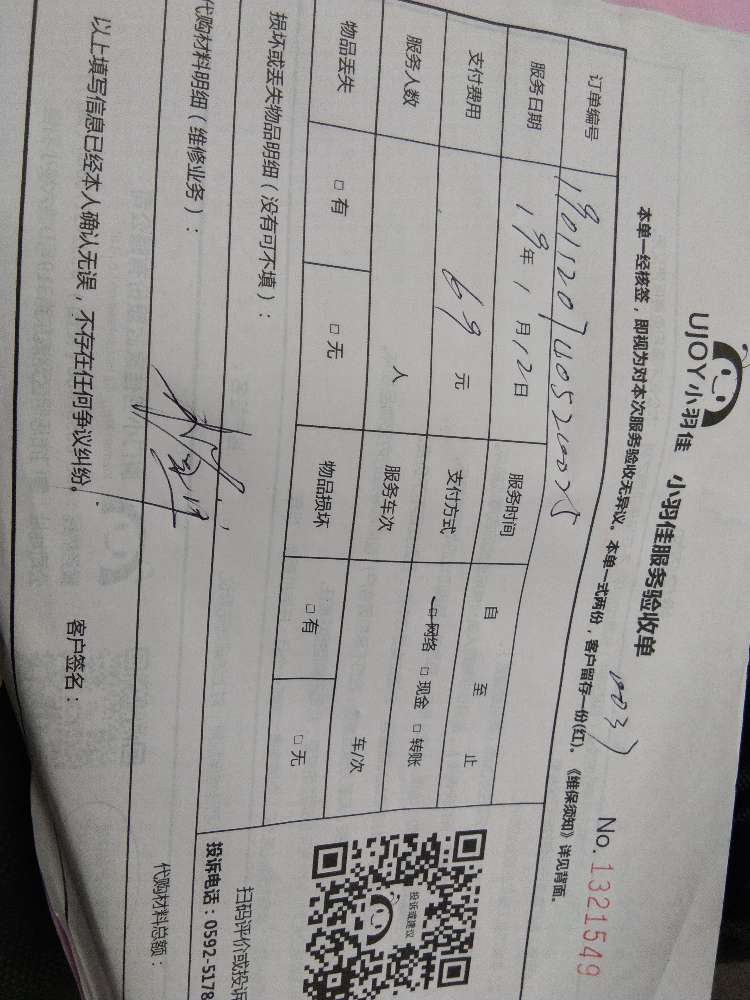 UJOY小羽佳 小羽佳服务验收单 No.1321549
本单一经核签，即视为对本次服务验收无异议。本单一式两份，客户留存一份(红)。《维保须知》详见背面。
订单编号
服务日期 19年1月12日 服务时间 自 至 止
支付费用 69元 支付方式 □网络 □现金 □转账
服务人数 人 服务车次 车/次
物品丢失 □有 □无 物品损坏 □有 □无
损坏或丢失物品明细（没有可不填）：
投诉或建议
扫码评价或投诉
投诉电话：0592-5178
代购材料明细（维修业务）：
代购材料总额：
以上填写信息已经本人确认无误，不存在任何争议纠纷。 客户签名：